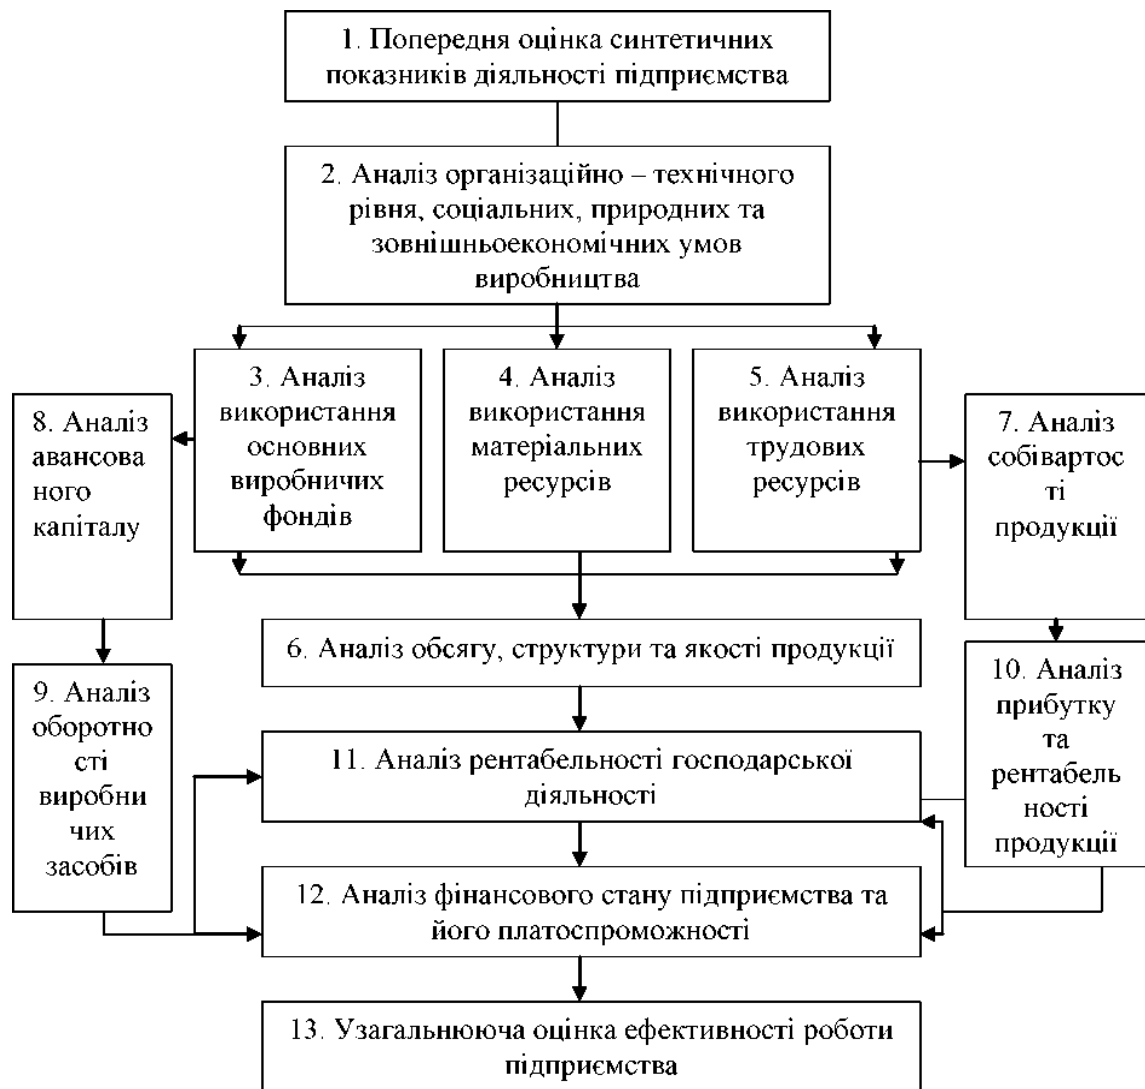 1. Попередня оцінка синтетичних
показників діяльності підприємства
2. Аналіз організаційно – технічного
рівня, соціальних, природних та
зовнішньоекономічних умов
виробництва
3. Аналіз
використання
основних
виробничих
фондів
4. Аналіз
використання
матеріальних
ресурсів
5. Аналіз
використання
трудових
ресурсів
8. Аналіз
авансова
ного
капіталу
7. Аналіз
собівартос
ті
продукції
6. Аналіз обсягу, структури та якості продукції
9. Аналіз
оборотно
сті
виробни
чих
засобів
10. Аналіз
прибутку
та
рентабель
ності
продукції
11. Аналіз рентабельності господарської
діяльності
12. Аналіз фінансового стану підприємства та
його платоспроможності
13. Узагальнююча оцінка ефективності роботи
підприємства